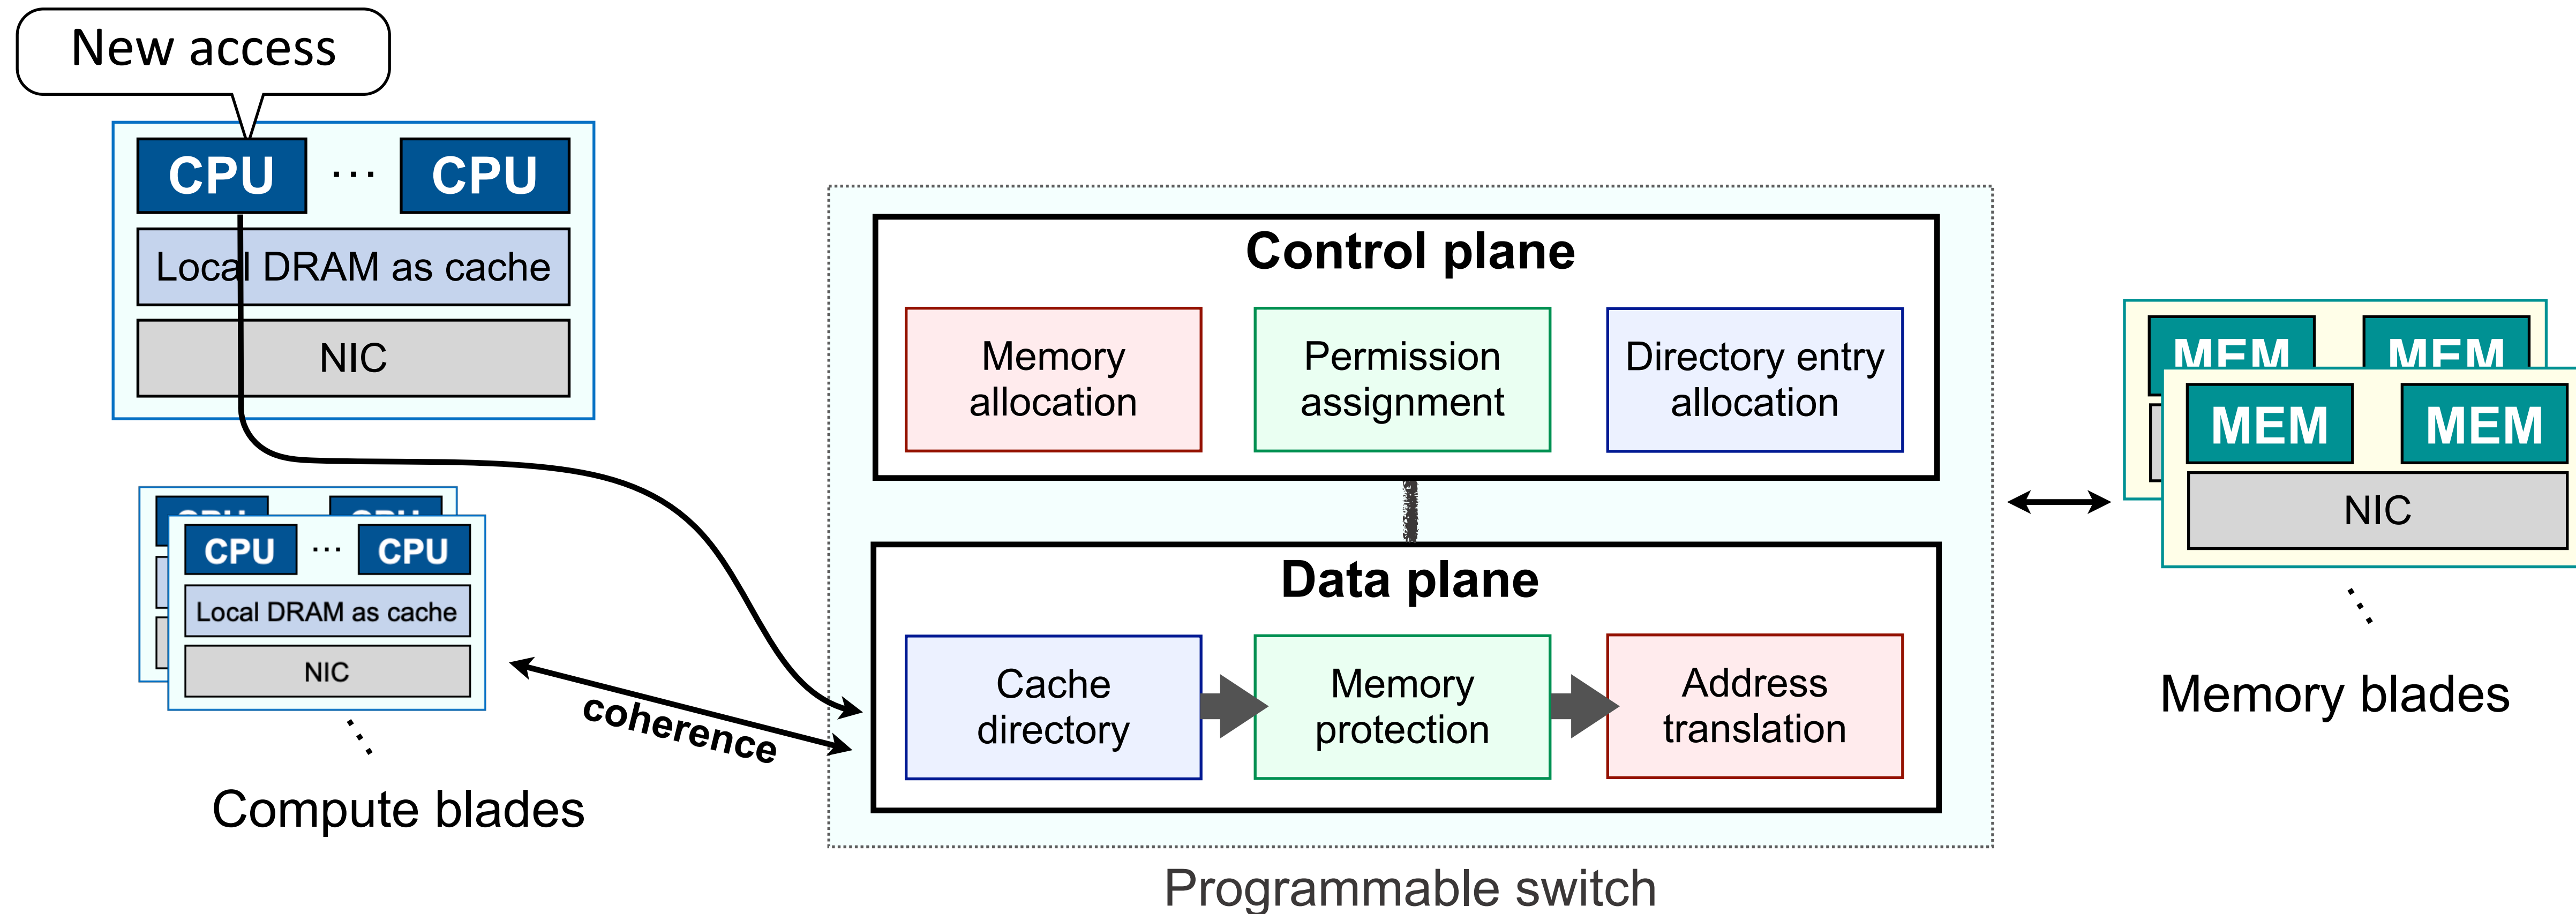 New access
CPU ... CPU
Local DRAM as cache
NIC
CPU CPU
CPU ... CPU
Local DRAM as cache
NIC
Compute blades
coherence
Control plane
Memory
allocation
Permission
assignment
Directory entry
allocation
Data plane
Cache
directory
Memory
protection
Address
translation
Programmable switch
MEM MEM
MEM MEM
NIC
Memory blades